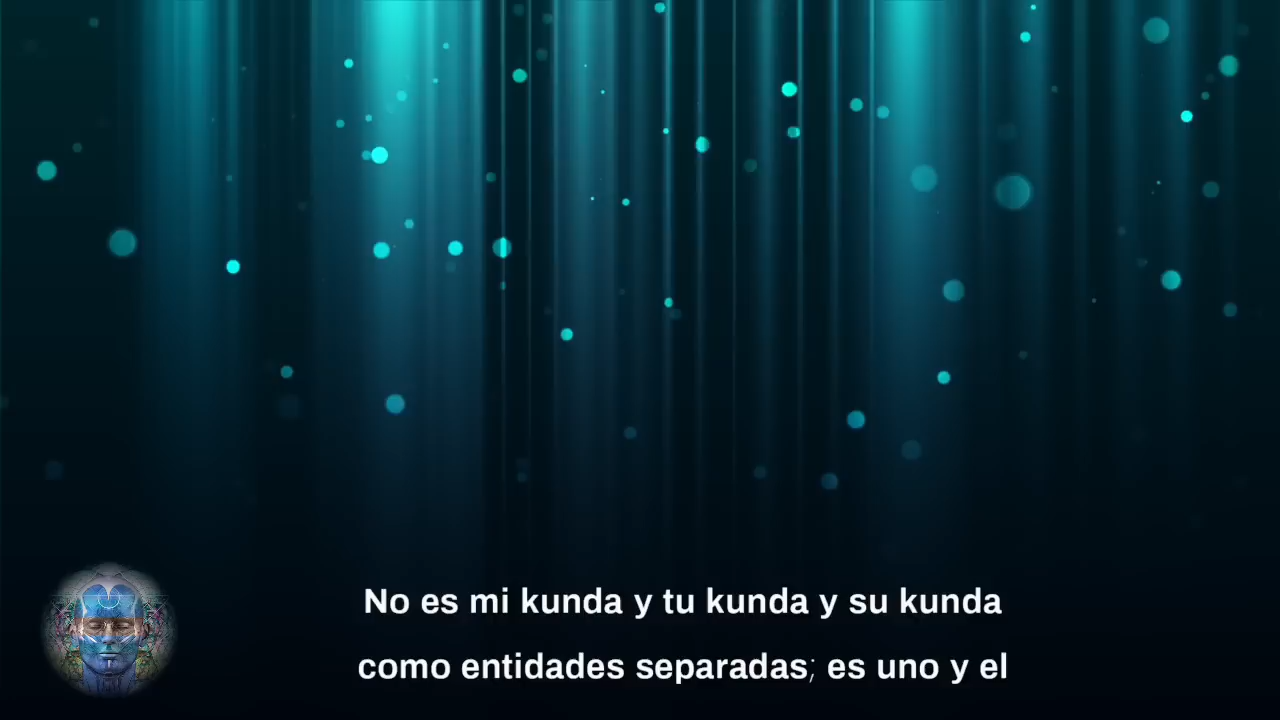 No es mi kunda y tu kunda y su kunda
como entidades separadas; es uno y el